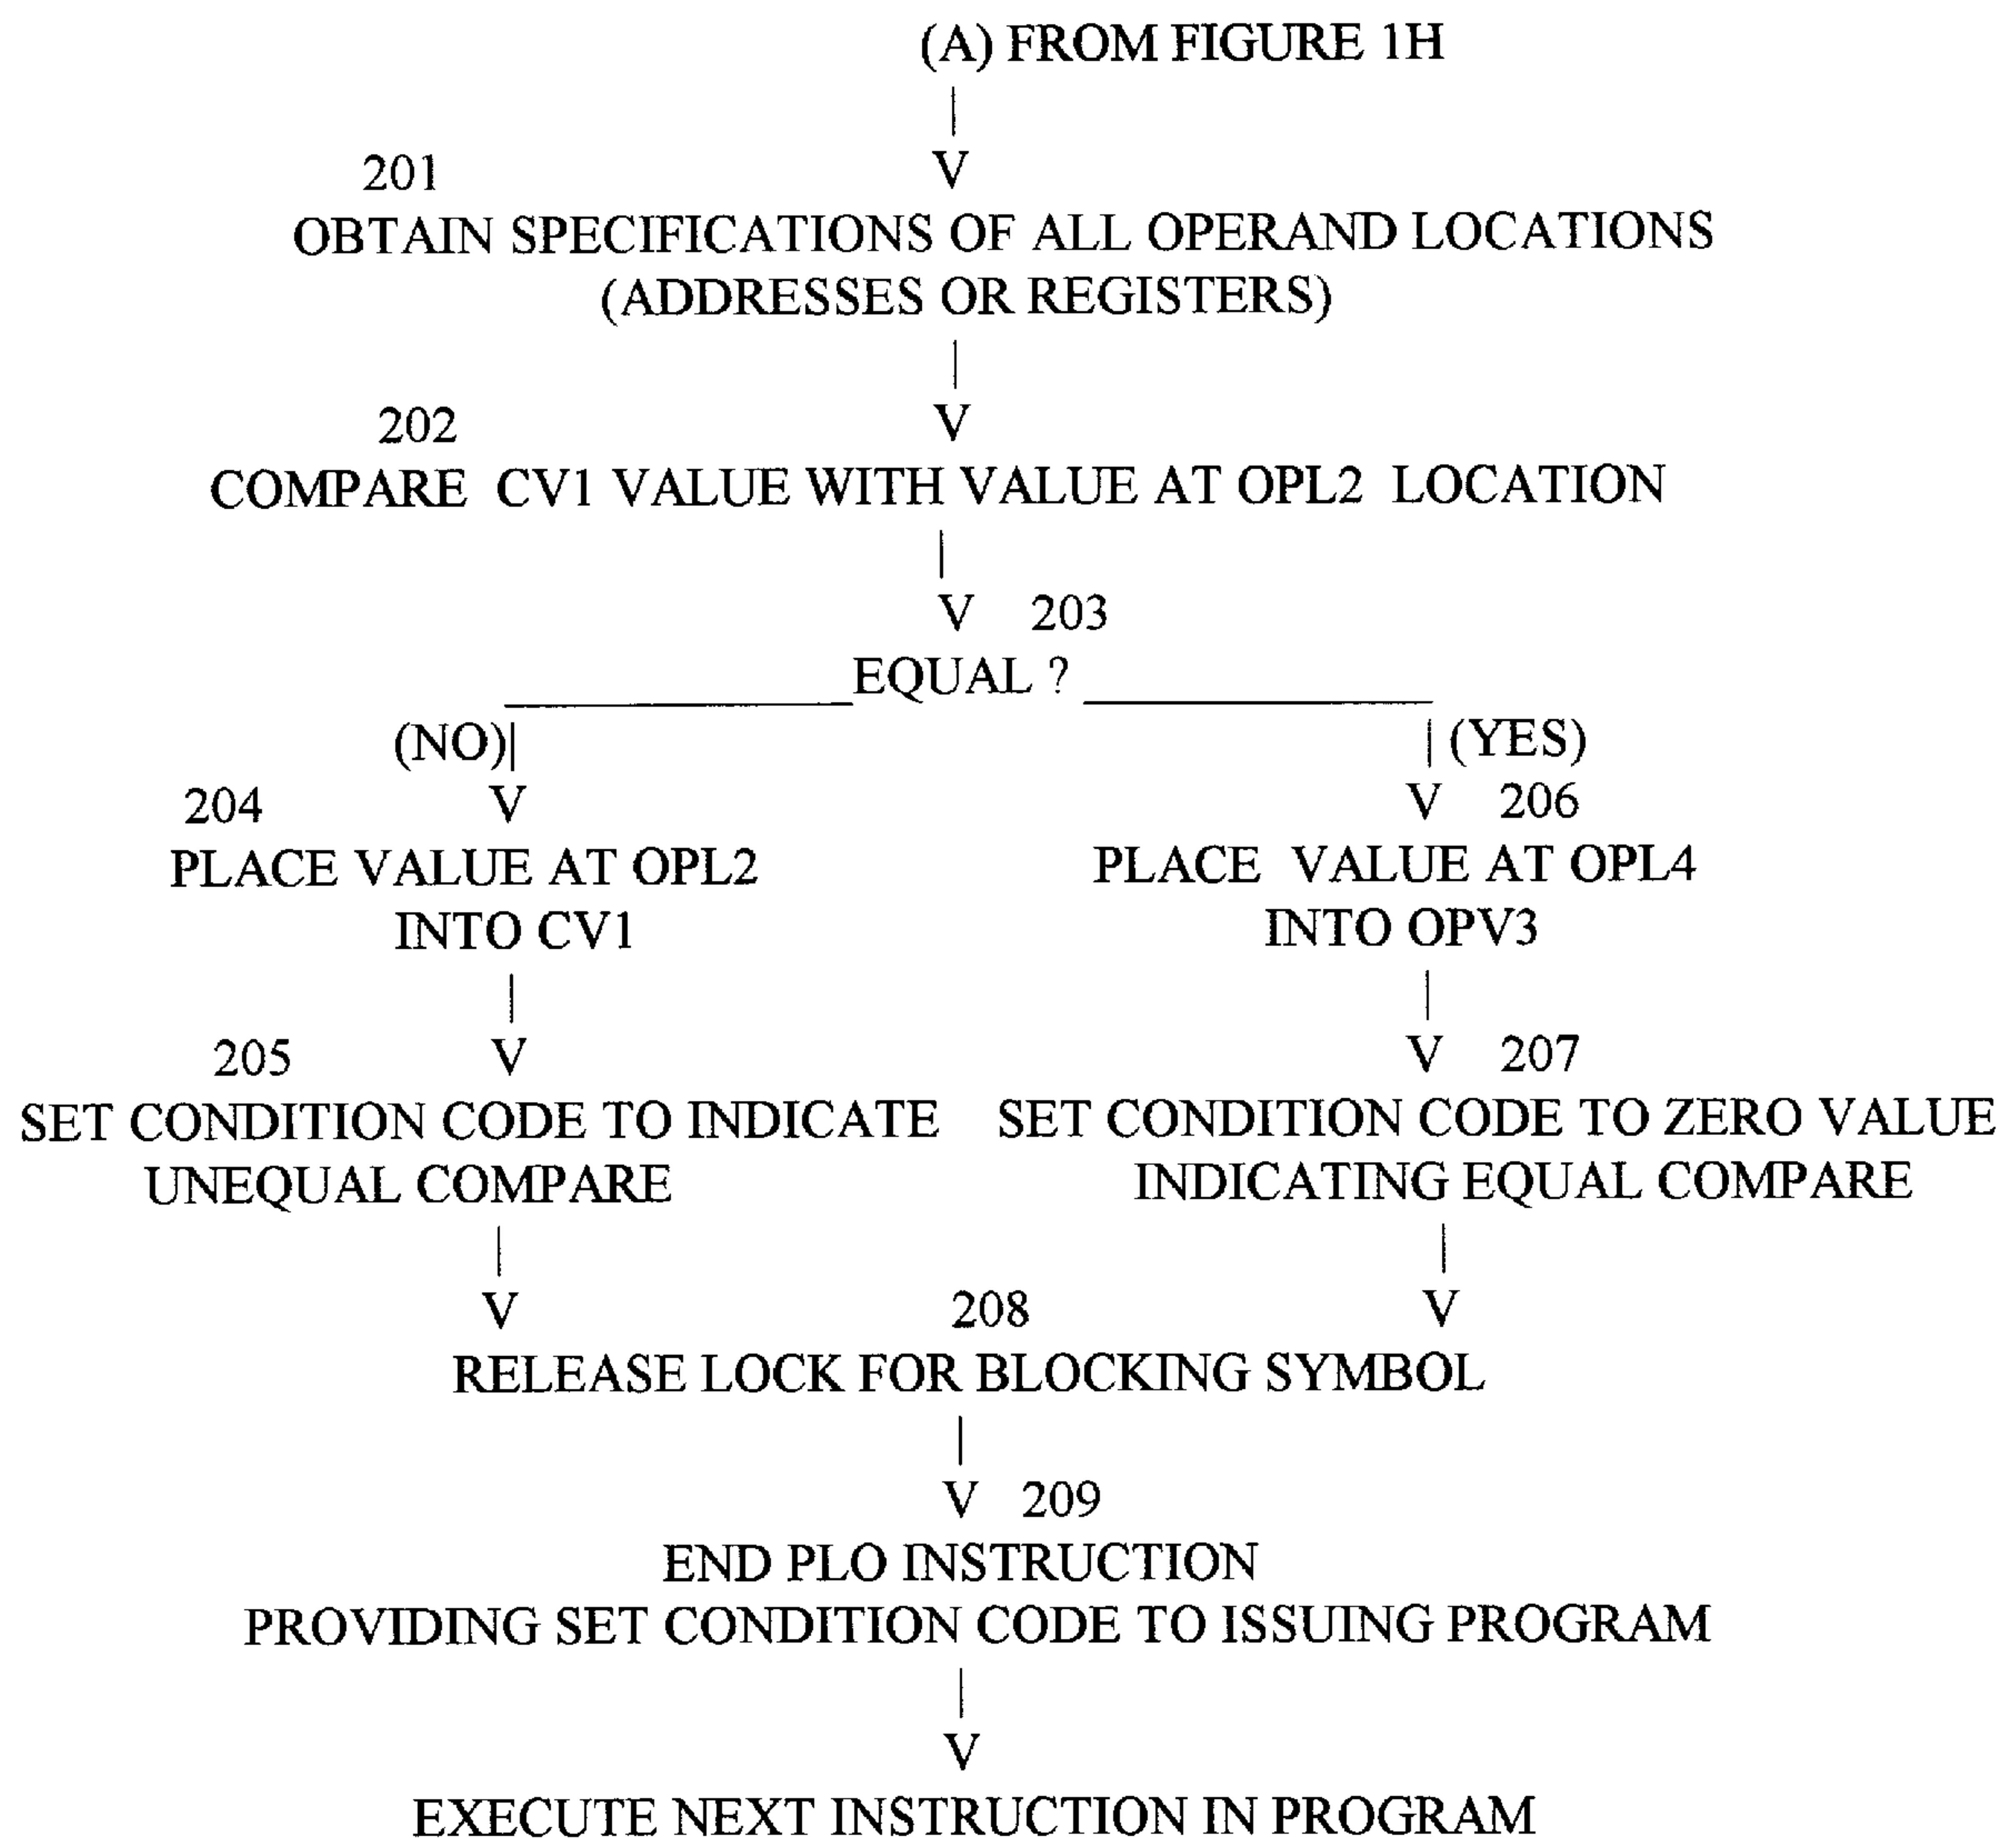 (A) FROM FIGURE 1H
201
OBTAIN SPECIFICATIONS OF ALL OPERAND LOCATIONS
(ADDRESSES OR REGISTERS)
202
COMPARE CV1 VALUE WITH VALUE AT OPL2 LOCATION
203
EQUAL ?
(NO) (YES)
204 206
PLACE VALUE AT OPL2 PLACE VALUE AT OPL4
INTO CV1 INTO OPV3
205 207
SET CONDITION CODE TO INDICATE SET CONDITION CODE TO ZERO VALUE
UNEQUAL COMPARE INDICATING EQUAL COMPARE
208
RELEASE LOCK FOR BLOCKING SYMBOL
209
END PLO INSTRUCTION
PROVIDING SET CONDITION CODE TO ISSUING PROGRAM
EXECUTE NEXT INSTRUCTION IN PROGRAM